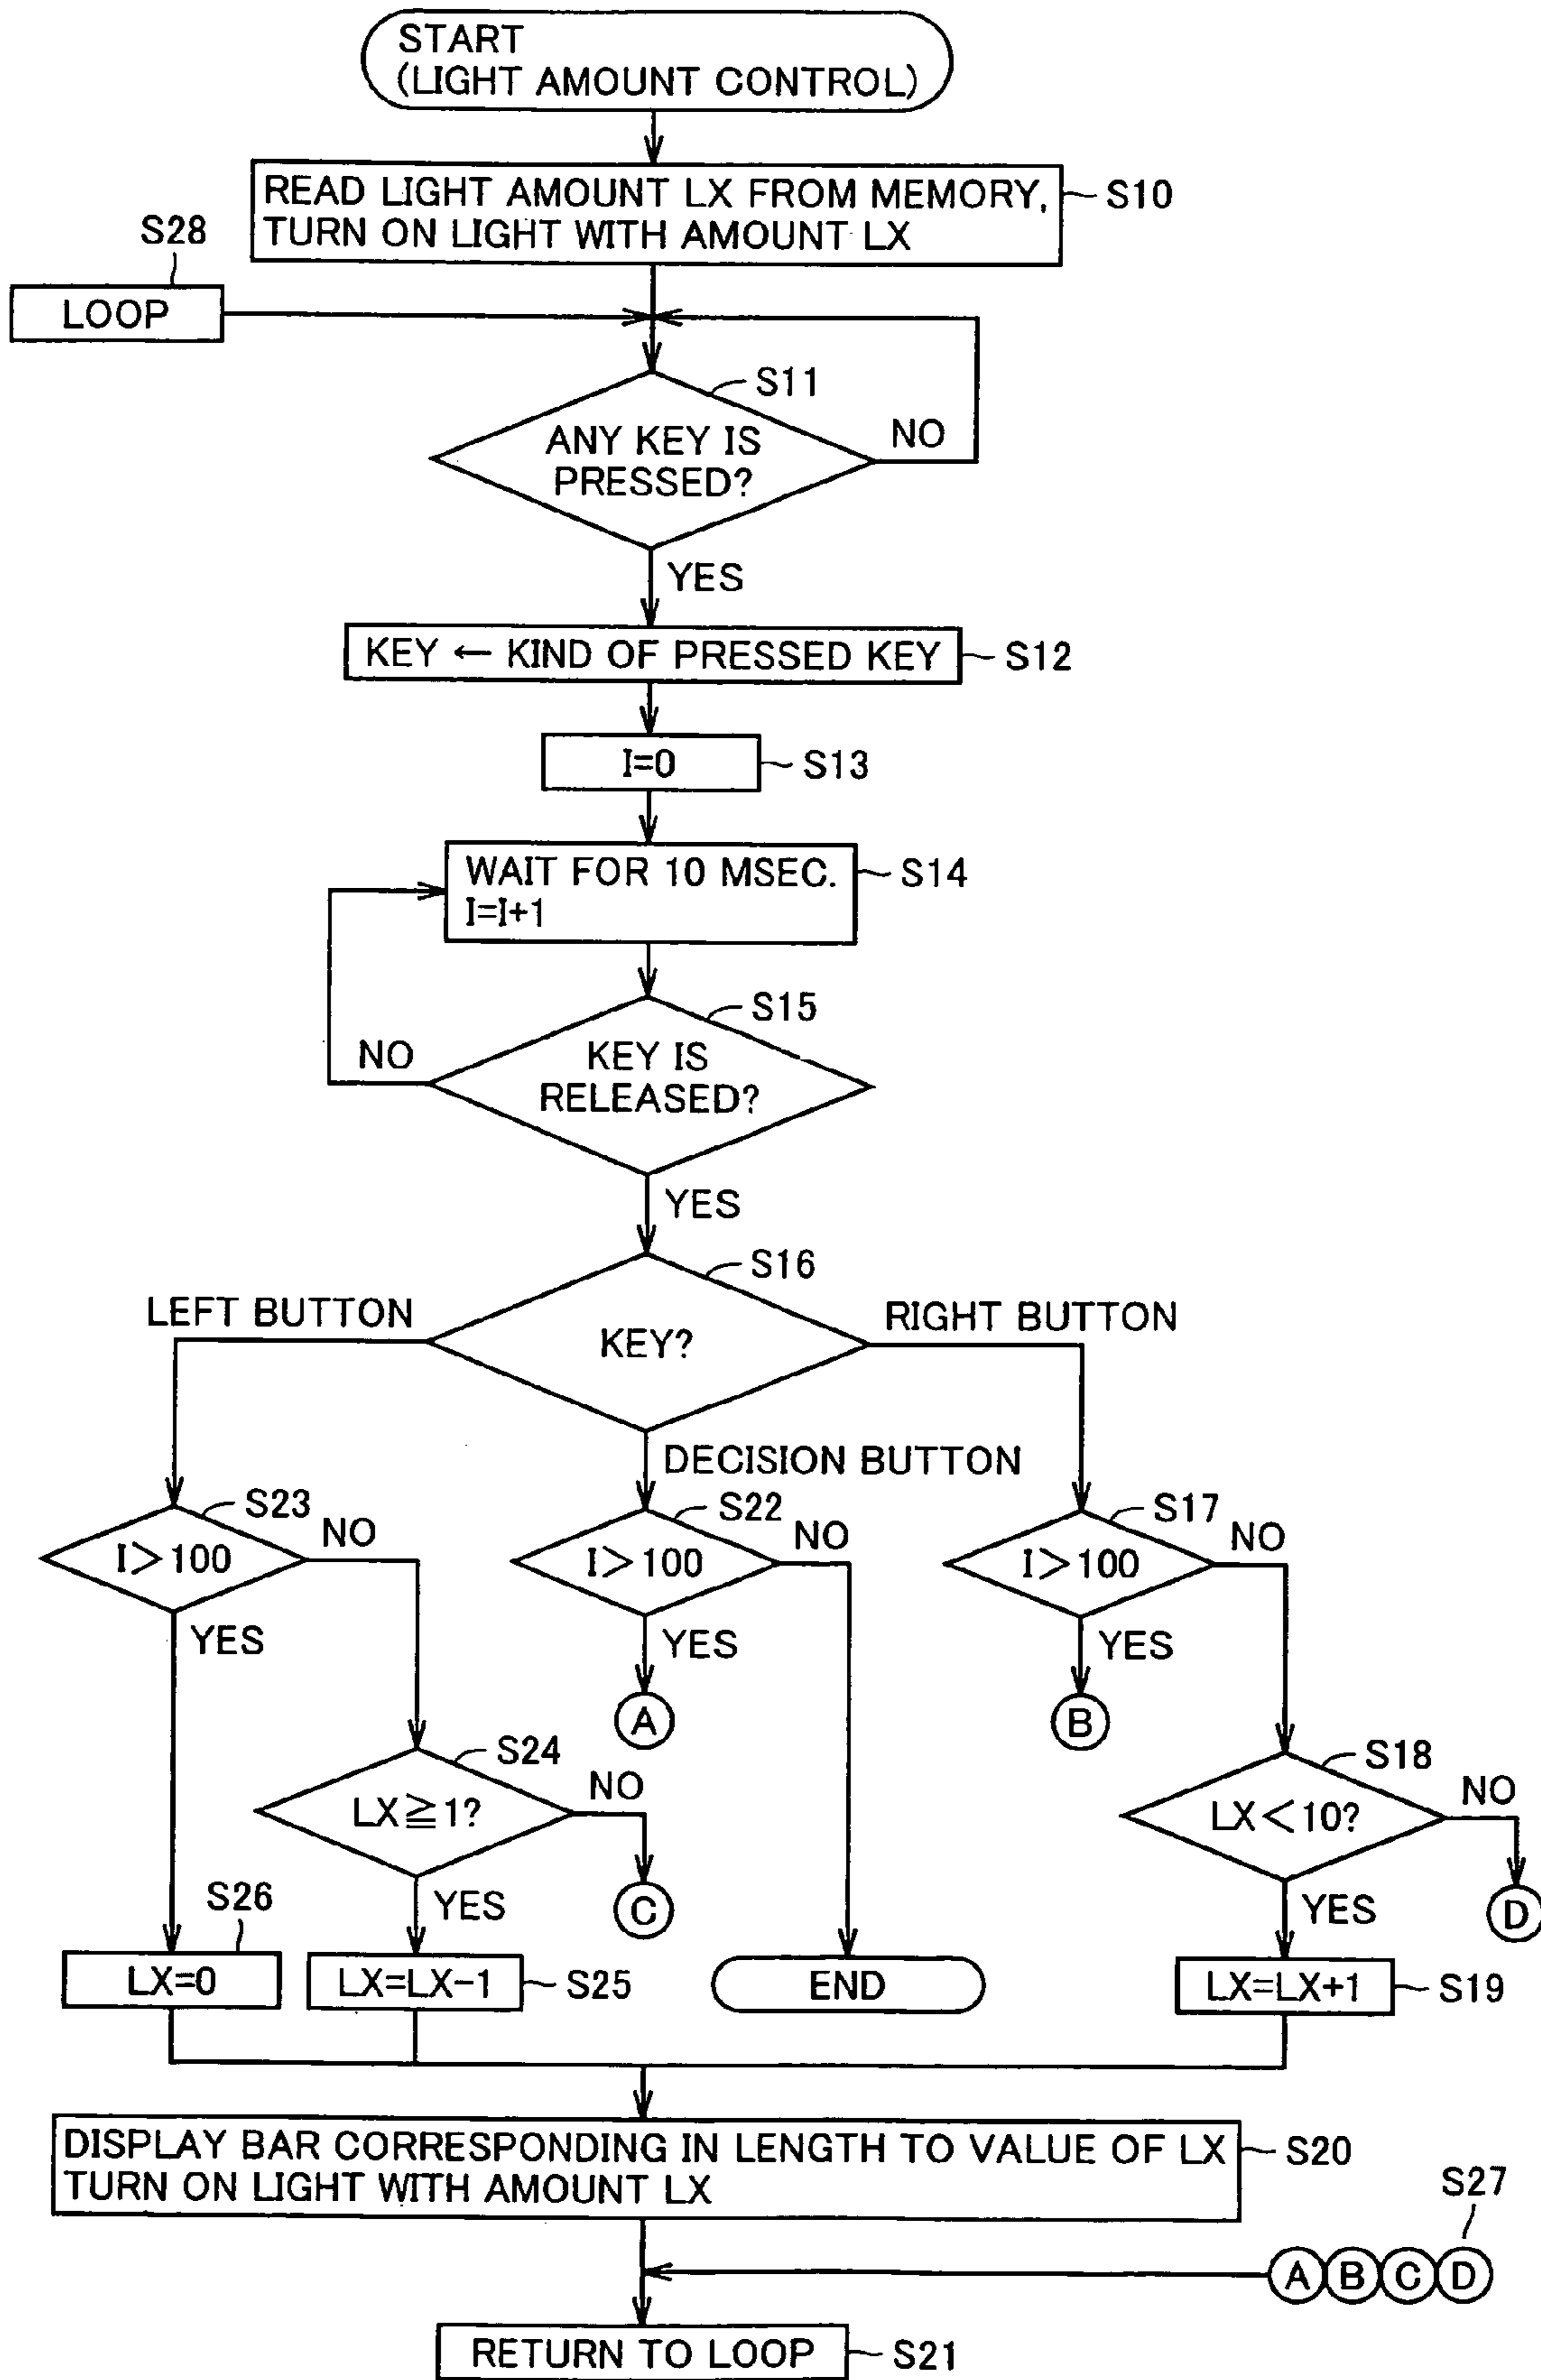 START
(LIGHT AMOUNT CONTROL)
READ LIGHT AMOUNT LX FROM MEMORY,
TURN ON LIGHT WITH AMOUNT LX
S10
S28
LOOP
S11
ANY KEY IS
PRESSED?
NO
YES
KEY ← KIND OF PRESSED KEY
S12
I=0
S13
WAIT FOR 10 MSEC.
I=I+1
S14
S15
KEY IS
RELEASED?
NO
YES
S16
LEFT BUTTON
KEY?
RIGHT BUTTON
DECISION BUTTON
S23
I>100
NO
YES
S22
I>100
NO
YES
A
S17
I>100
NO
YES
B
S24
LX≧1?
NO
YES
C
S18
LX<10?
NO
YES
D
S26
LX=0
LX=LX-1
S25
END
LX=LX+1
S19
DISPLAY BAR CORRESPONDING IN LENGTH TO VALUE OF LX
TURN ON LIGHT WITH AMOUNT LX
S20
S27
A B C D
RETURN TO LOOP
S21